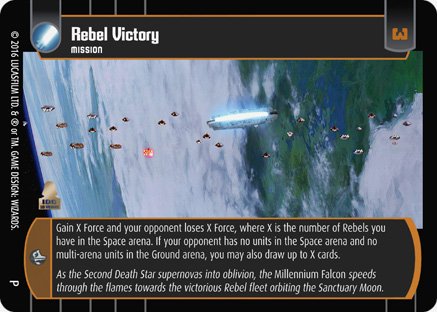 Rebel Victory
MISSION
3
© 2016 LUCASFILM LTD. & ® or TM. GAME DESIGN: WIZARDS.
IDC
Gain X Force and your opponent loses X Force, where X is the number of Rebels you
have in the Space arena. If your opponent has no units in the Space arena and no
multi-arena units in the Ground arena, you may also draw up to X cards.
As the Second Death Star supernovas into oblivion, the Millennium Falcon speeds
through the flames towards the victorious Rebel fleet orbiting the Sanctuary Moon.
P